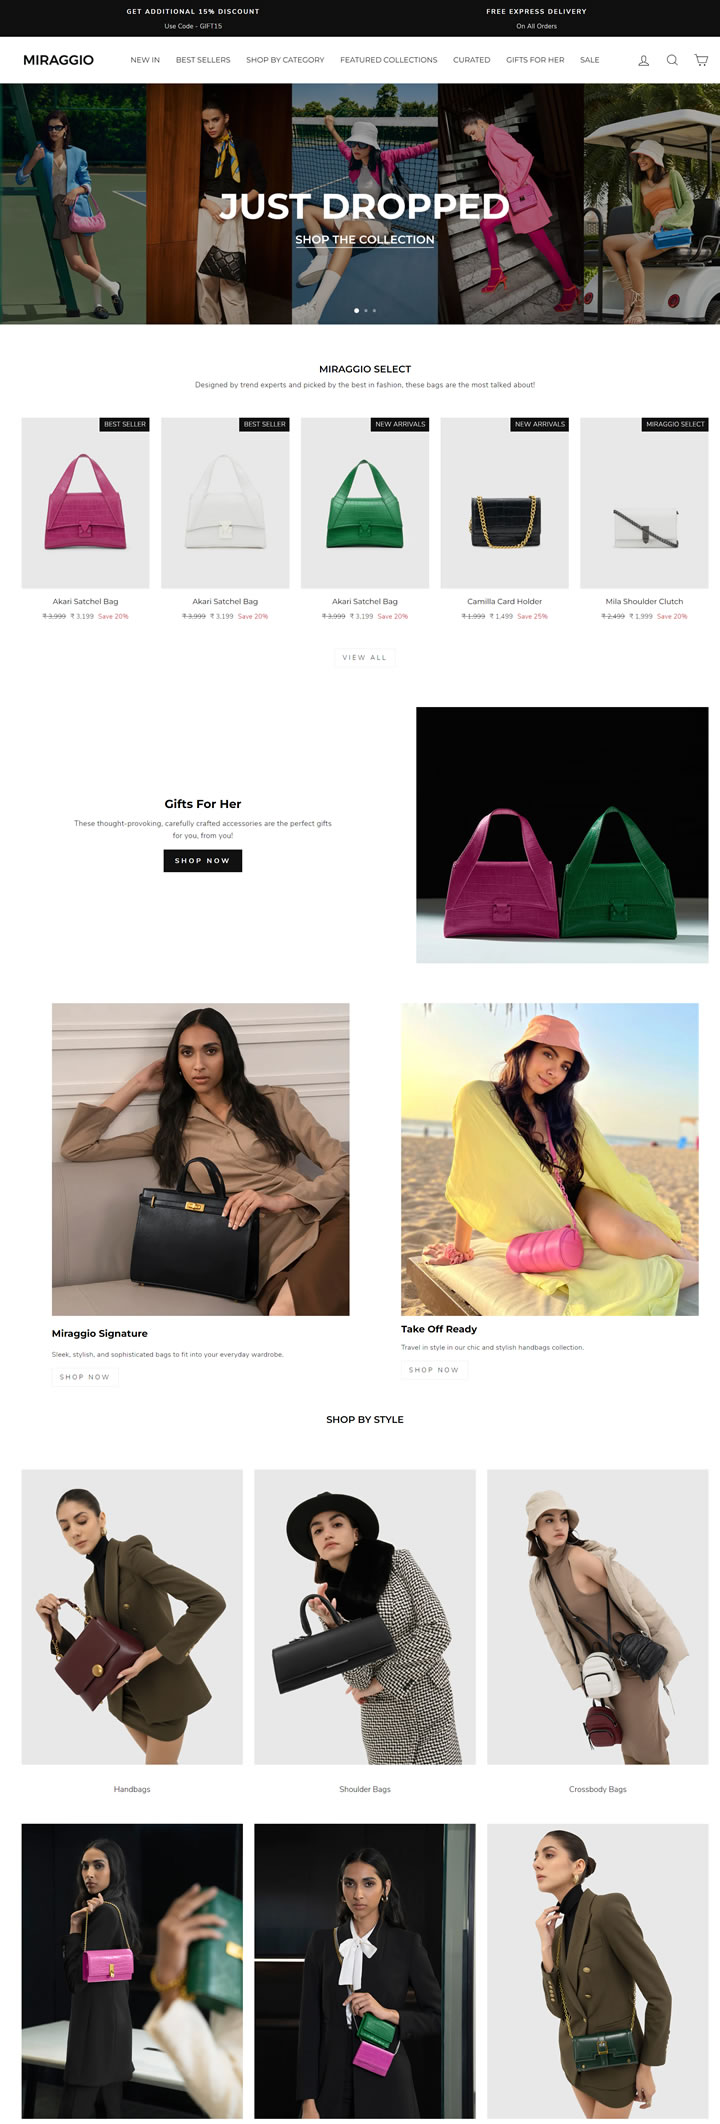 GET ADDITIONAL 15% DISCOUNT
Use Code - GIFT15
FREE EXPRESS DELIVERY
On All Orders
MIRAGGIO
NEW IN
BEST SELLERS
SHOP BY CATEGORY
FEATURED COLLECTIONS
CURATED
GIFTS FOR HER
SALE
JUST DROPPED
SHOP THE COLLECTION
MIRAGGIO SELECT
Designed by trend experts and picked by the best in fashion, these bags are the most talked about!
BEST SELLER
BEST SELLER
NEW ARRIVALS
NEW ARRIVALS
MIRAGGIO SELECT
Akari Satchel Bag
₹ 3,999 ₹ 3,199 Save 20%
Akari Satchel Bag
₹ 3,999 ₹ 3,199 Save 20%
Akari Satchel Bag
₹ 3,999 ₹ 3,199 Save 20%
Camilla Card Holder
₹ 1,999 ₹ 1,499 Save 25%
Mila Shoulder Clutch
₹ 2,499 ₹ 1,999 Save 20%
VIEW ALL
Gifts For Her
These thought-provoking, carefully crafted accessories are the perfect gifts
for you, from you!
SHOP NOW
Miraggio Signature
Sleek, stylish, and sophisticated bags to fit into your everyday wardrobe.
SHOP NOW
Take Off Ready
Travel in style in our chic and stylish handbags collection.
SHOP NOW
SHOP BY STYLE
Handbags
Shoulder Bags
Crossbody Bags